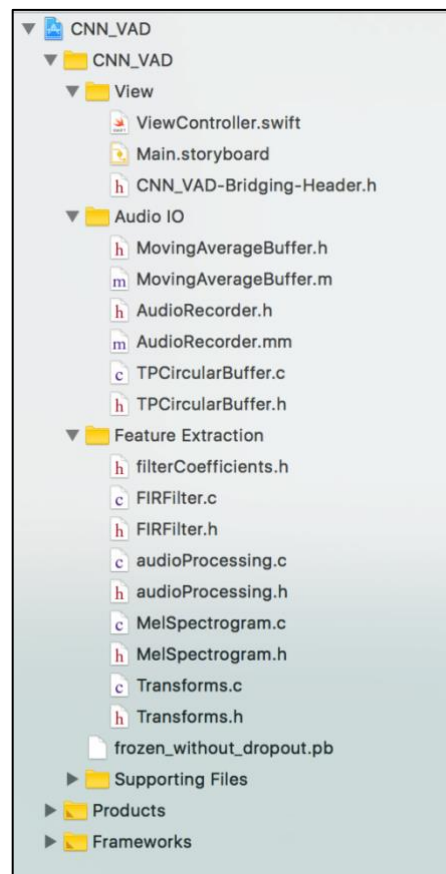 CNN_VAD
CNN_VAD
View
ViewController.swift
Main.storyboard
h CNN_VAD-Bridging-Header.h
Audio IO
h MovingAverageBuffer.h
m MovingAverageBuffer.m
h AudioRecorder.h
m AudioRecorder.mm
c TPCircularBuffer.c
h TPCircularBuffer.h
Feature Extraction
h filterCoefficients.h
c FIRFilter.c
h FIRFilter.h
c audioProcessing.c
h audioProcessing.h
c MelSpectrogram.c
h MelSpectrogram.h
c Transforms.c
h Transforms.h
frozen_without_dropout.pb
Supporting Files
Products
Frameworks